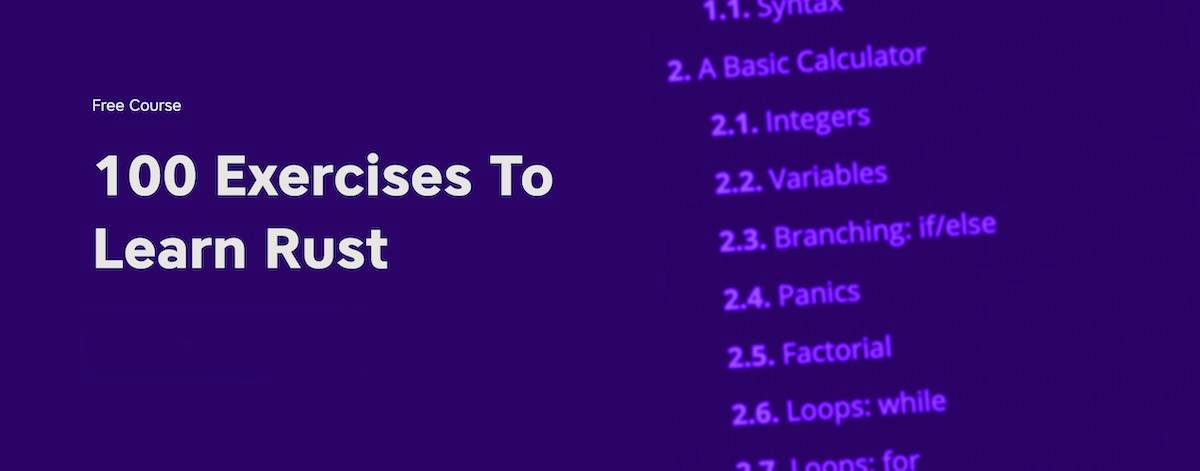 Free Course
100 Exercises To
Learn Rust
1.1. Syntax
2. A Basic Calculator
2.1. Integers
2.2. Variables
2.3. Branching: if/else
2.4. Panics
2.5. Factorial
2.6. Loops: while
2.7. Loops: for